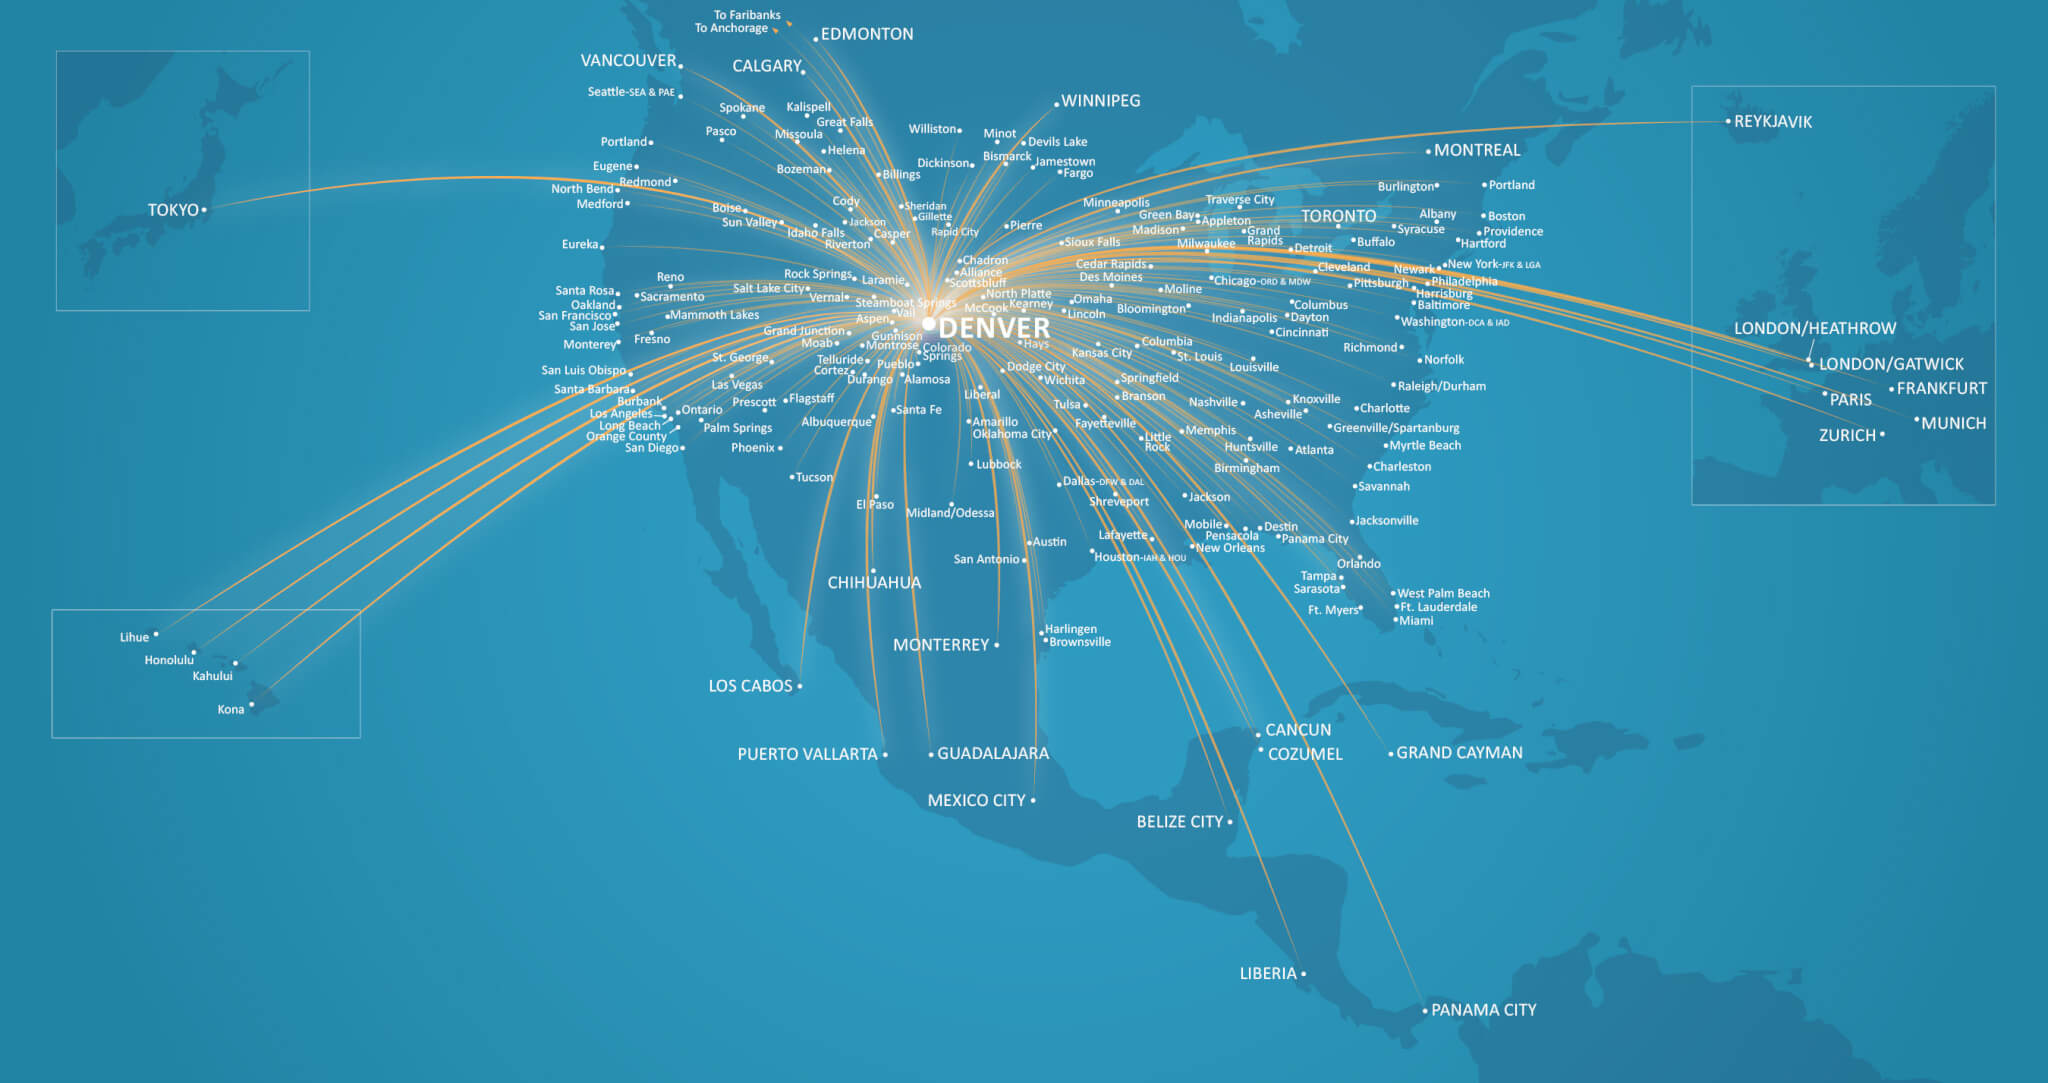 To Faribanks
To Anchorage
EDMONTON
VANCOUVER
CALGARY
Seattle-SEA & PAE
WINNIPEG
Spokane
Kalispell
Great Falls
Pasco
Missoula
Williston
Minot
Devils Lake
REYKJAVIK
Portland
Helena
MONTREAL
Eugene
Bozeman
Billings
Dickinson
Bismarck
Jamestown
Fargo
Redmond
North Bend
Medford
Burlington
Portland
Boise
Sun Valley
Cody
Jackson
Sheridan
Gillette
Rapid City
Pierre
Minneapolis
Traverse City
Green Bay
Appleton
TORONTO
Albany
Boston
TOKYO
Idaho Falls
Riverton
Casper
Madison
Grand
Rapids
Syracuse
Providence
Eureka
Sioux Falls
Milwaukee
Detroit
Buffalo
Hartford
Chadron
Alliance
Scottsbluff
Cedar Rapids
Des Moines
Cleveland
Newark
New York-JFK & LGA
Reno
Rock Springs
Laramie
Chicago-ORD & MDW
Pittsburgh
Philadelphia
Harrisburg
Baltimore
Santa Rosa
Sacramento
Salt Lake City
Vernal
Steamboat Springs
North Platte
McCook
Kearney
Omaha
Lincoln
Moline
Bloomington
Columbus
Dayton
Indianapolis
Cincinnati
Washington-DCA & IAD
Oakland
San Francisco
San Jose
Mammoth Lakes
Aspen
Vail
DENVER
LONDON/HEATHROW
Monterey
Fresno
Grand Junction
Moab
Gunnison
Montrose
Colorado
Springs
Hays
Kansas City
Columbia
St. Louis
Louisville
Richmond
Norfolk
LONDON/GATWICK
San Luis Obispo
St. George
Telluride
Cortez
Durango
Pueblo
Alamosa
Dodge City
Wichita
Springfield
Branson
Raleigh/Durham
FRANKFURT
PARIS
Santa Barbara
Las Vegas
Burbank
Los Angeles
Long Beach
Orange County
San Diego
Ontario
Palm Springs
Prescott
Flagstaff
Albuquerque
Santa Fe
Liberal
Tulsa
Fayetteville
Nashville
Knoxville
Asheville
Charlotte
Greenville/Spartanburg
MUNICH
ZURICH
Phoenix
Amarillo
Oklahoma City
Little
Rock
Memphis
Huntsville
Birmingham
Atlanta
Myrtle Beach
Tucson
Lubbock
Charleston
Savannah
El Paso
Midland/Odessa
Dallas-DFW & DAL
Shreveport
Jackson
Jacksonville
Austin
San Antonio
Lafayette
Houston-IAH & HOU
Mobile
Pensacola
New Orleans
Destin
Panama City
Orlando
CHIHUAHUA
Tampa
Sarasota
Ft. Myers
West Palm Beach
Ft. Lauderdale
Miami
Lihue
Honolulu
Kahului
Kona
MONTERREY
Harlingen
Brownsville
LOS CABOS
PUERTO VALLARTA
GUADALAJARA
CANCUN
COZUMEL
GRAND CAYMAN
MEXICO CITY
BELIZE CITY
LIBERIA
PANAMA CITY